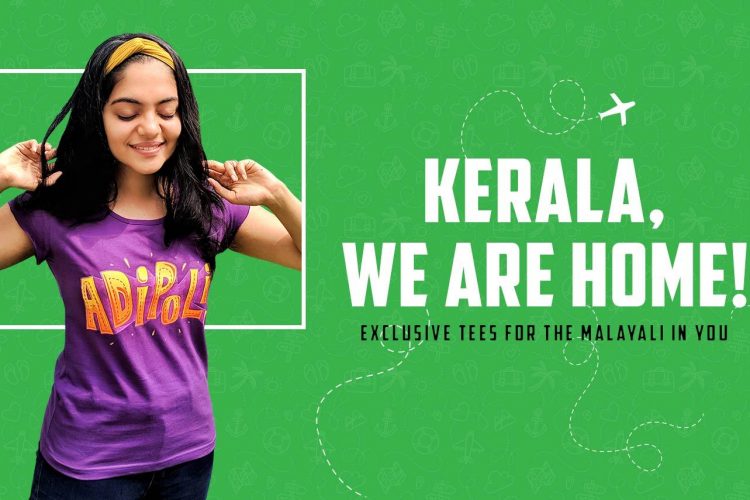 ADIPOLI
KERALA,
WE ARE HOME!
EXCLUSIVE TEES FOR THE MALAYALI IN YOU